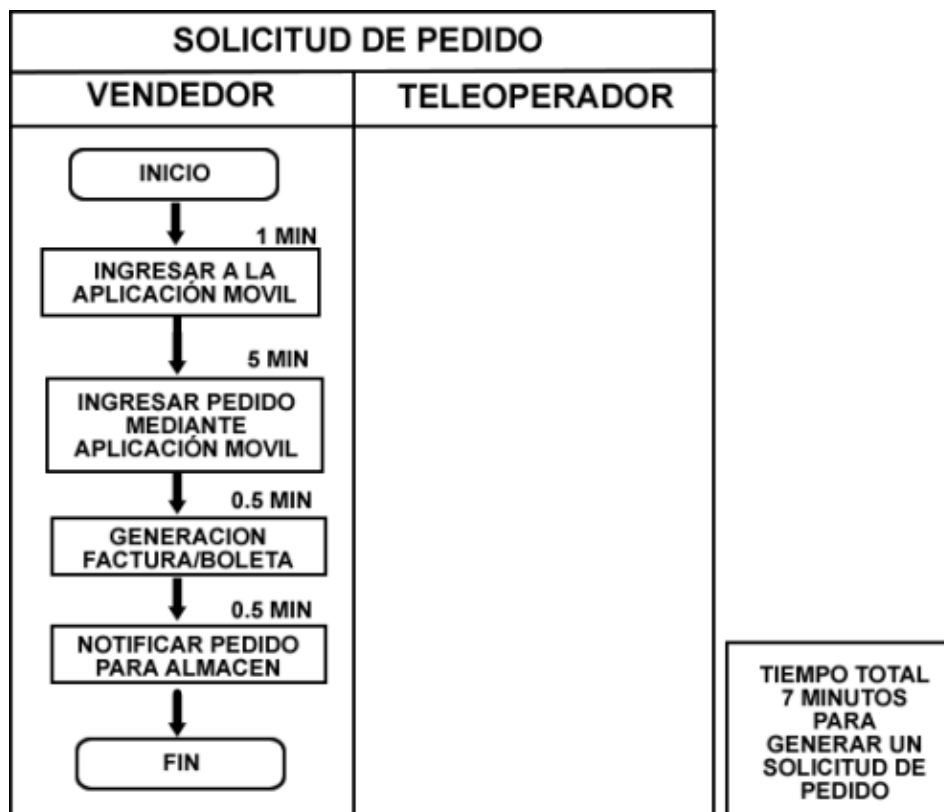 SOLICITUD DE PEDIDO
VENDEDOR
TELEOPERADOR
INICIO
1 MIN
INGRESAR A LA
APLICACIÓN MOVIL
5 MIN
INGRESAR PEDIDO
MEDIANTE
APLICACIÓN MOVIL
0.5 MIN
GENERACION
FACTURA/BOLETA
0.5 MIN
NOTIFICAR PEDIDO
PARA ALMACEN
FIN
TIEMPO TOTAL
7 MINUTOS
PARA
GENERAR UN
SOLICITUD DE
PEDIDO